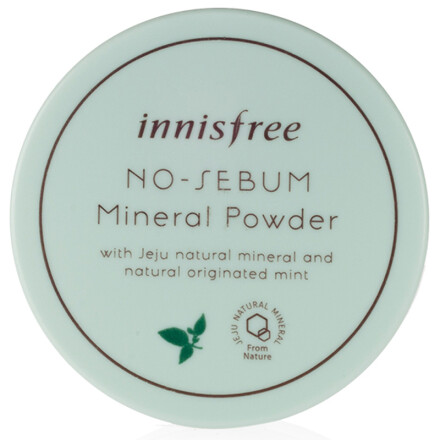 innisfree
NO-SEBUM
Mineral Powder
with Jeju natural mineral and
natural originated mint
JEJU NATURAL MINERAL
From
Nature